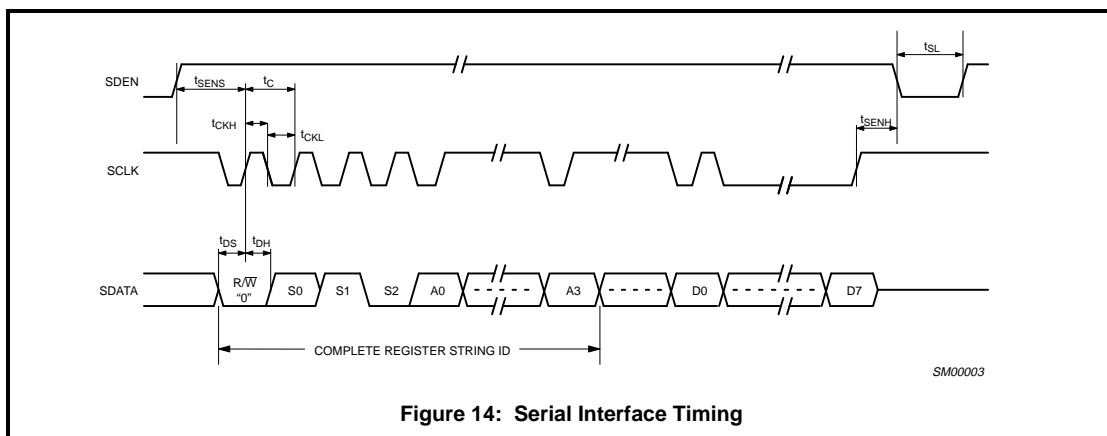 tSL
SDEN
tSENS
tC
tSENH
tCKH
tCKL
SCLK
tDS
tDH
SDATA
R/W̅
“0”
S0
S1
S2
A0
A3
D0
D7
COMPLETE REGISTER STRING ID
SM00003
Figure 14: Serial Interface Timing